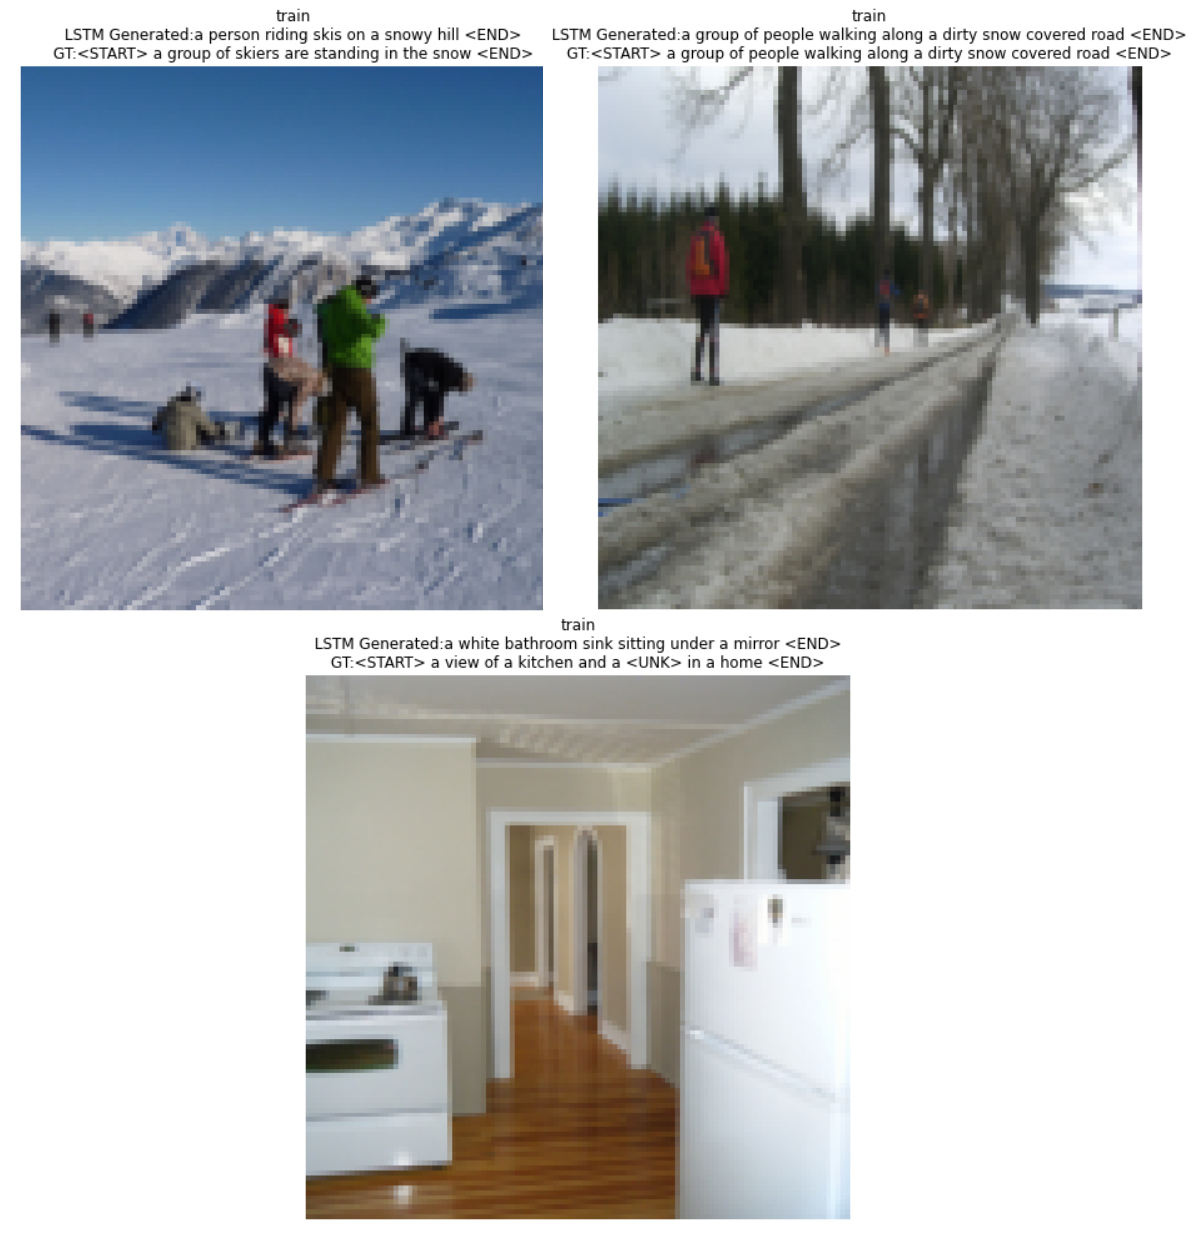 train
LSTM Generated:a person riding skis on a snowy hill <END>
GT:<START> a group of skiers are standing in the snow <END>
train
LSTM Generated:a group of people walking along a dirty snow covered road <END>
GT:<START> a group of people walking along a dirty snow covered road <END>
train
LSTM Generated:a white bathroom sink sitting under a mirror <END>
GT:<START> a view of a kitchen and a <UNK> in a home <END>